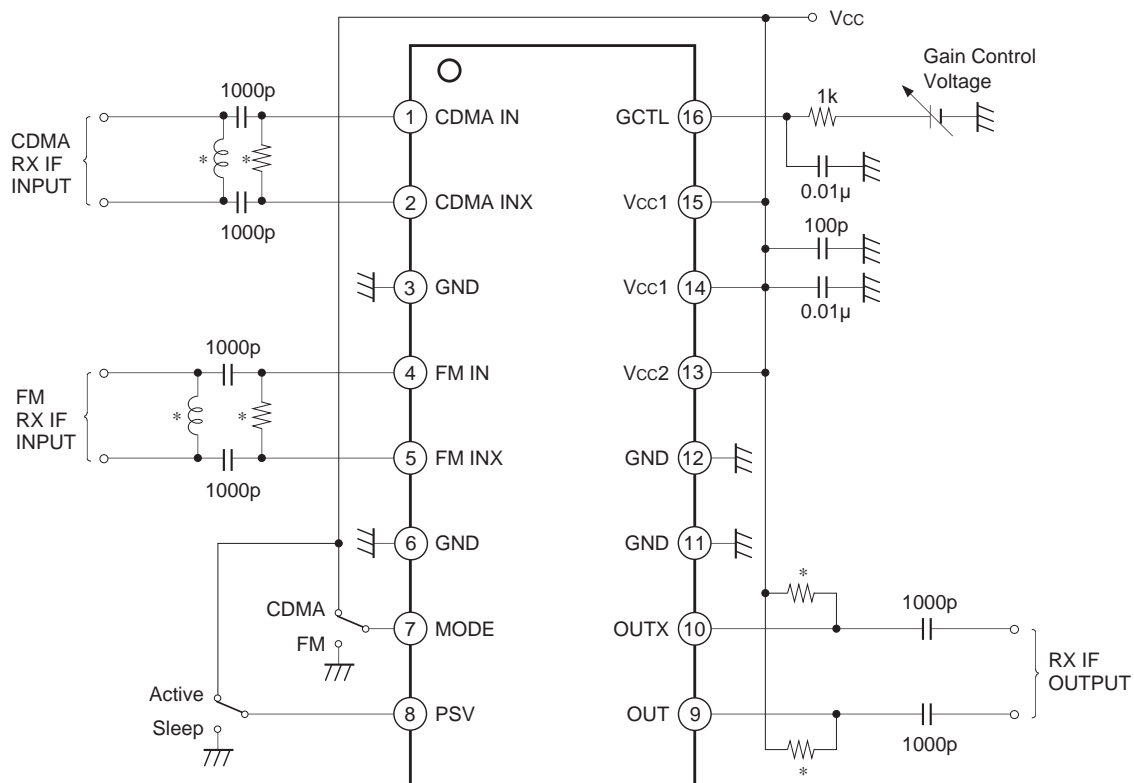 Vcc
Gain Control
Voltage
1000p
1k
1 CDMA IN
GCTL 16
CDMA
RX IF
INPUT
*
*
0.01µ
2 CDMA INX
Vcc1 15
1000p
100p
3 GND
Vcc1 14
0.01µ
1000p
4 FM IN
Vcc2 13
FM
RX IF
INPUT
*
*
5 FM INX
GND 12
1000p
6 GND
GND 11
*
CDMA
1000p
7 MODE
OUTX 10
FM
RX IF
OUTPUT
Active
8 PSV
OUT 9
Sleep
1000p
*